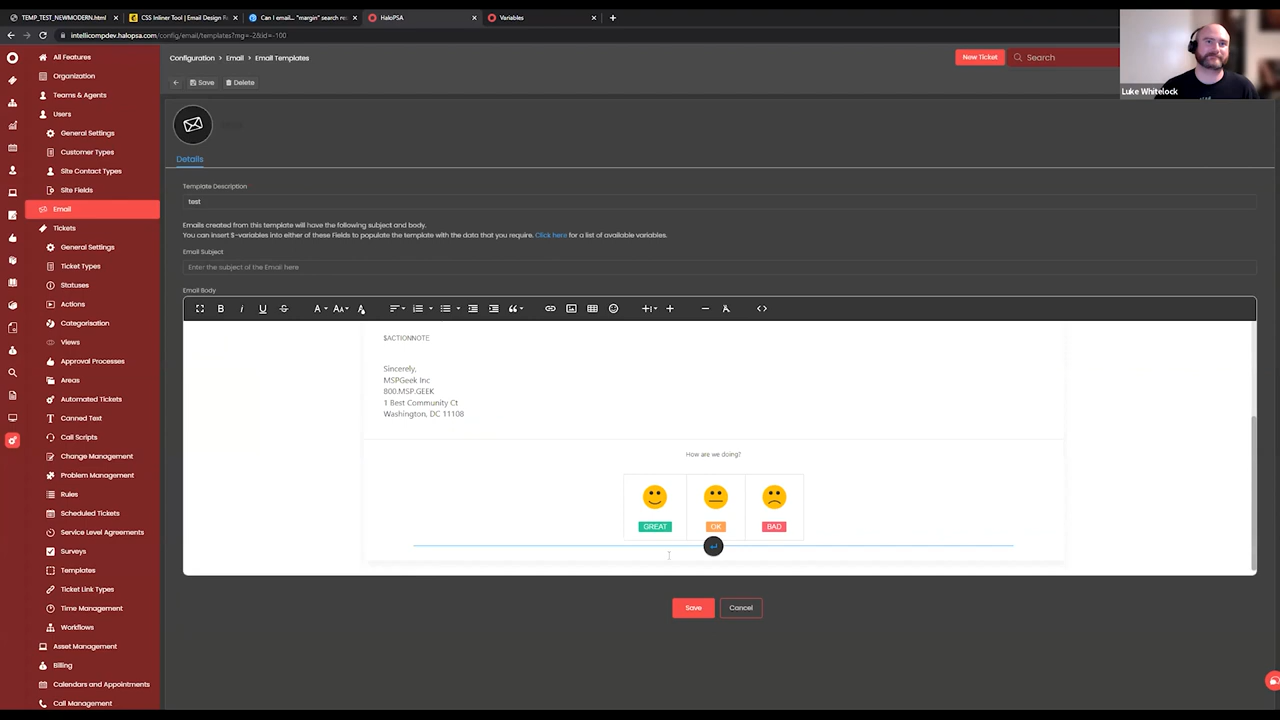 TEMP_TEST_NEWMODERN.html
CSS Inliner Tool | Email Design F
Can I email... "margin" search re
HaloPSA
Variables
intellicompdev.halopsa.com/config/email/templates?mg=-2&id=-100
Luke Whitelock
All Features
Organization
Teams & Agents
Users
General Settings
Customer Types
Site Contact Types
Site Fields
Email
Tickets
General Settings
Ticket Types
Statuses
Actions
Categorisation
Views
Approval Processes
Areas
Automated Tickets
Canned Text
Call Scripts
Change Management
Problem Management
Rules
Scheduled Tickets
Service Level Agreements
Surveys
Templates
Ticket Link Types
Time Management
Workflows
Asset Management
Billing
Calendars and Appointments
Call Management
Configuration > Email > Email Templates
New Ticket
Search
Save
Delete
Details
Template Description
test
Emails created from this template will have the following subject and body.
You can insert $-variables into either of these Fields to populate the template with the data that you require. Click here for a list of available variables.
Email Subject
Enter the subject of the Email here
Email Body
$ACTIONNOTE
Sincerely,
MSPGeek Inc
800.MSP.GEEK
1 Best Community Ct
Washington, DC 11108
How are we doing?
GREAT
OK
BAD
Save
Cancel